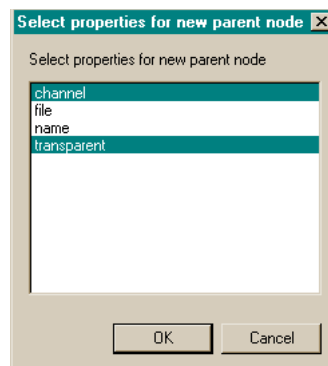 Select properties for new parent node
Select properties for new parent node
channel
file
name
transparent
OK
Cancel